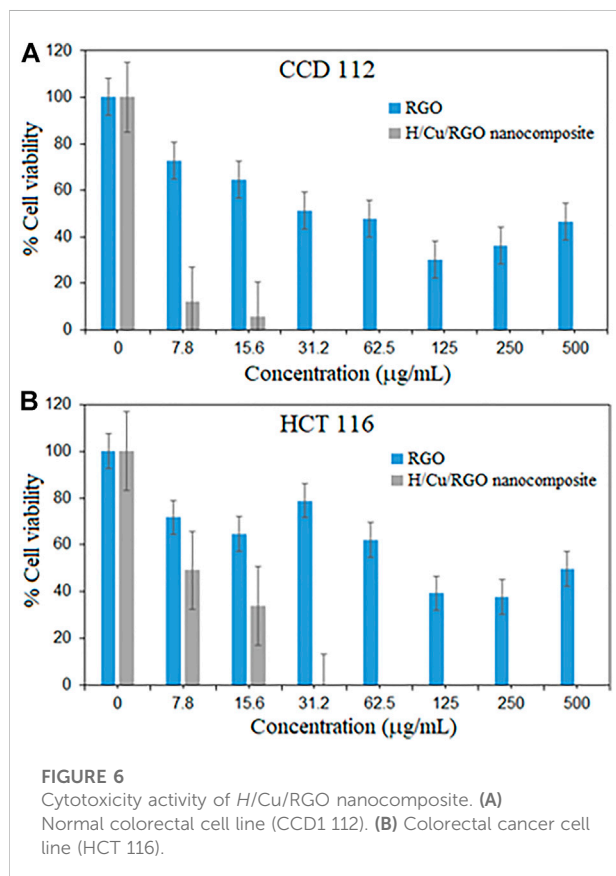 A
CCD 112
120
100
80
60
40
20
0
% Cell viability
RGO
H/Cu/RGO nanocomposite
0 7.8 15.6 31.2 62.5 125 250 500
Concentration (µg/mL)
B
HCT 116
120
100
80
60
40
20
0
% Cell viability
RGO
H/Cu/RGO nanocomposite
0 7.8 15.6 31.2 62.5 125 250 500
Concentration (µg/mL)
FIGURE 6
Cytotoxicity activity of H/Cu/RGO nanocomposite. (A)
Normal colorectal cell line (CCD1 112). (B) Colorectal cancer cell
line (HCT 116).